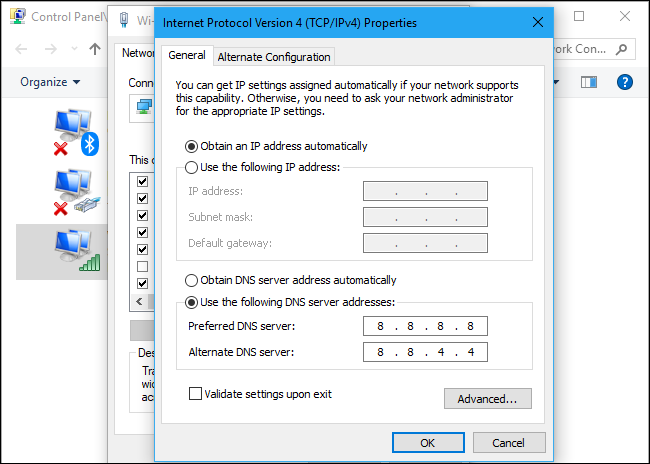 Control Panel\
Wi-
Internet Protocol Version 4 (TCP/IPv4) Properties
General
Alternate Configuration
work Con...
Organize
You can get IP settings assigned automatically if your network supports
this capability. Otherwise, you need to ask your network administrator
for the appropriate IP settings.
Obtain an IP address automatically
Use the following IP address:
IP address: . . .
Subnet mask: . . .
Default gateway: . . .
Obtain DNS server address automatically
Use the following DNS server addresses:
Preferred DNS server: 8 . 8 . 8 . 8
Alternate DNS server: 8 . 8 . 4 . 4
Validate settings upon exit
Advanced...
OK
Cancel
Networ
Conn
This c
Des
Tra
wid
acr